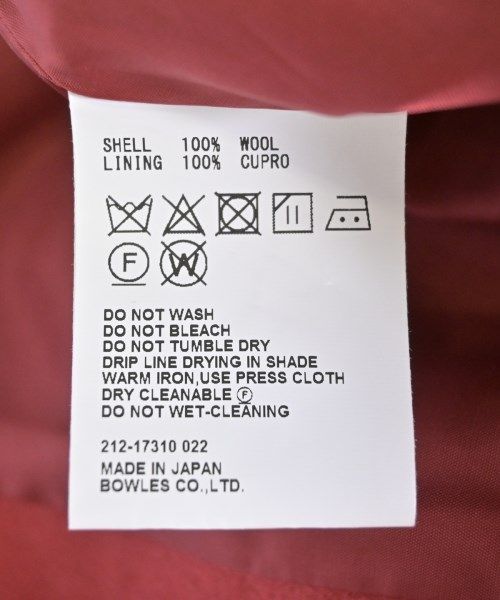 SHELL 100% WOOL
LINING 100% CUPRO
F W
DO NOT WASH
DO NOT BLEACH
DO NOT TUMBLE DRY
DRIP LINE DRYING IN SHADE
WARM IRON,USE PRESS CLOTH
DRY CLEANABLE Ⓕ
DO NOT WET-CLEANING
212-17310 022
MADE IN JAPAN
BOWLES CO.,LTD.